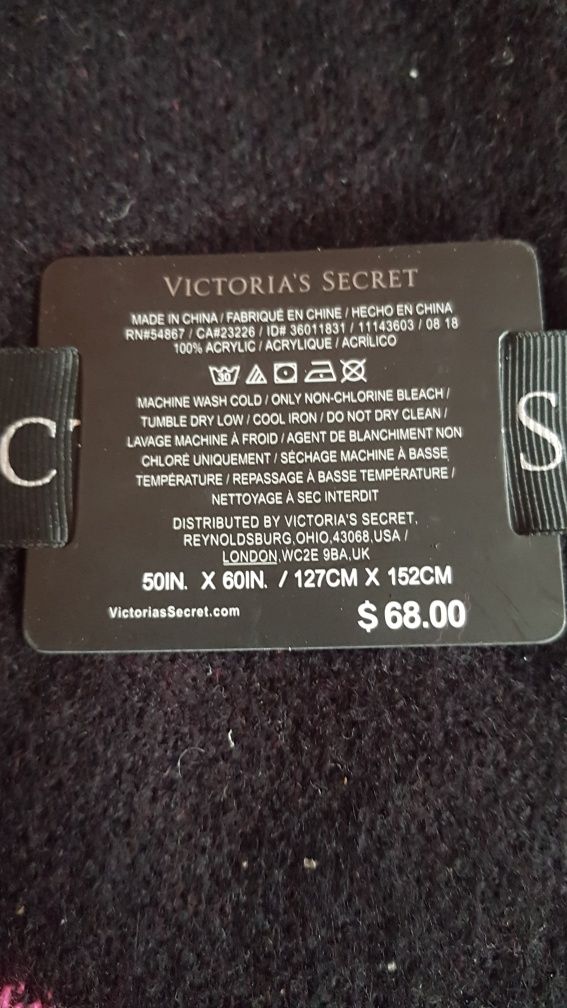 VICTORIA'S SECRET
MADE IN CHINA / FABRIQUÉ EN CHINE / HECHO EN CHINA
RN#54867 / CA#23226 / ID# 36011831 / 11143603 / 08 18
100% ACRYLIC / ACRYLIQUE / ACRÍLICO
30
MACHINE WASH COLD / ONLY NON-CHLORINE BLEACH /
TUMBLE DRY LOW / COOL IRON / DO NOT DRY CLEAN /
LAVAGE MACHINE À FROID / AGENT DE BLANCHIMENT NON
CHLORÉ UNIQUEMENT / SÉCHAGE MACHINE À BASSE
TEMPÉRATURE / REPASSAGE À BASSE TEMPÉRATURE /
NETTOYAGE À SEC INTERDIT
C
S
DISTRIBUTED BY VICTORIA'S SECRET.
REYNOLDSBURG,OHIO,43068,USA /
LONDON,WC2E 9BA,UK
50IN. X 60IN. / 127CM X 152CM
VictoriasSecret.com
$ 68.00